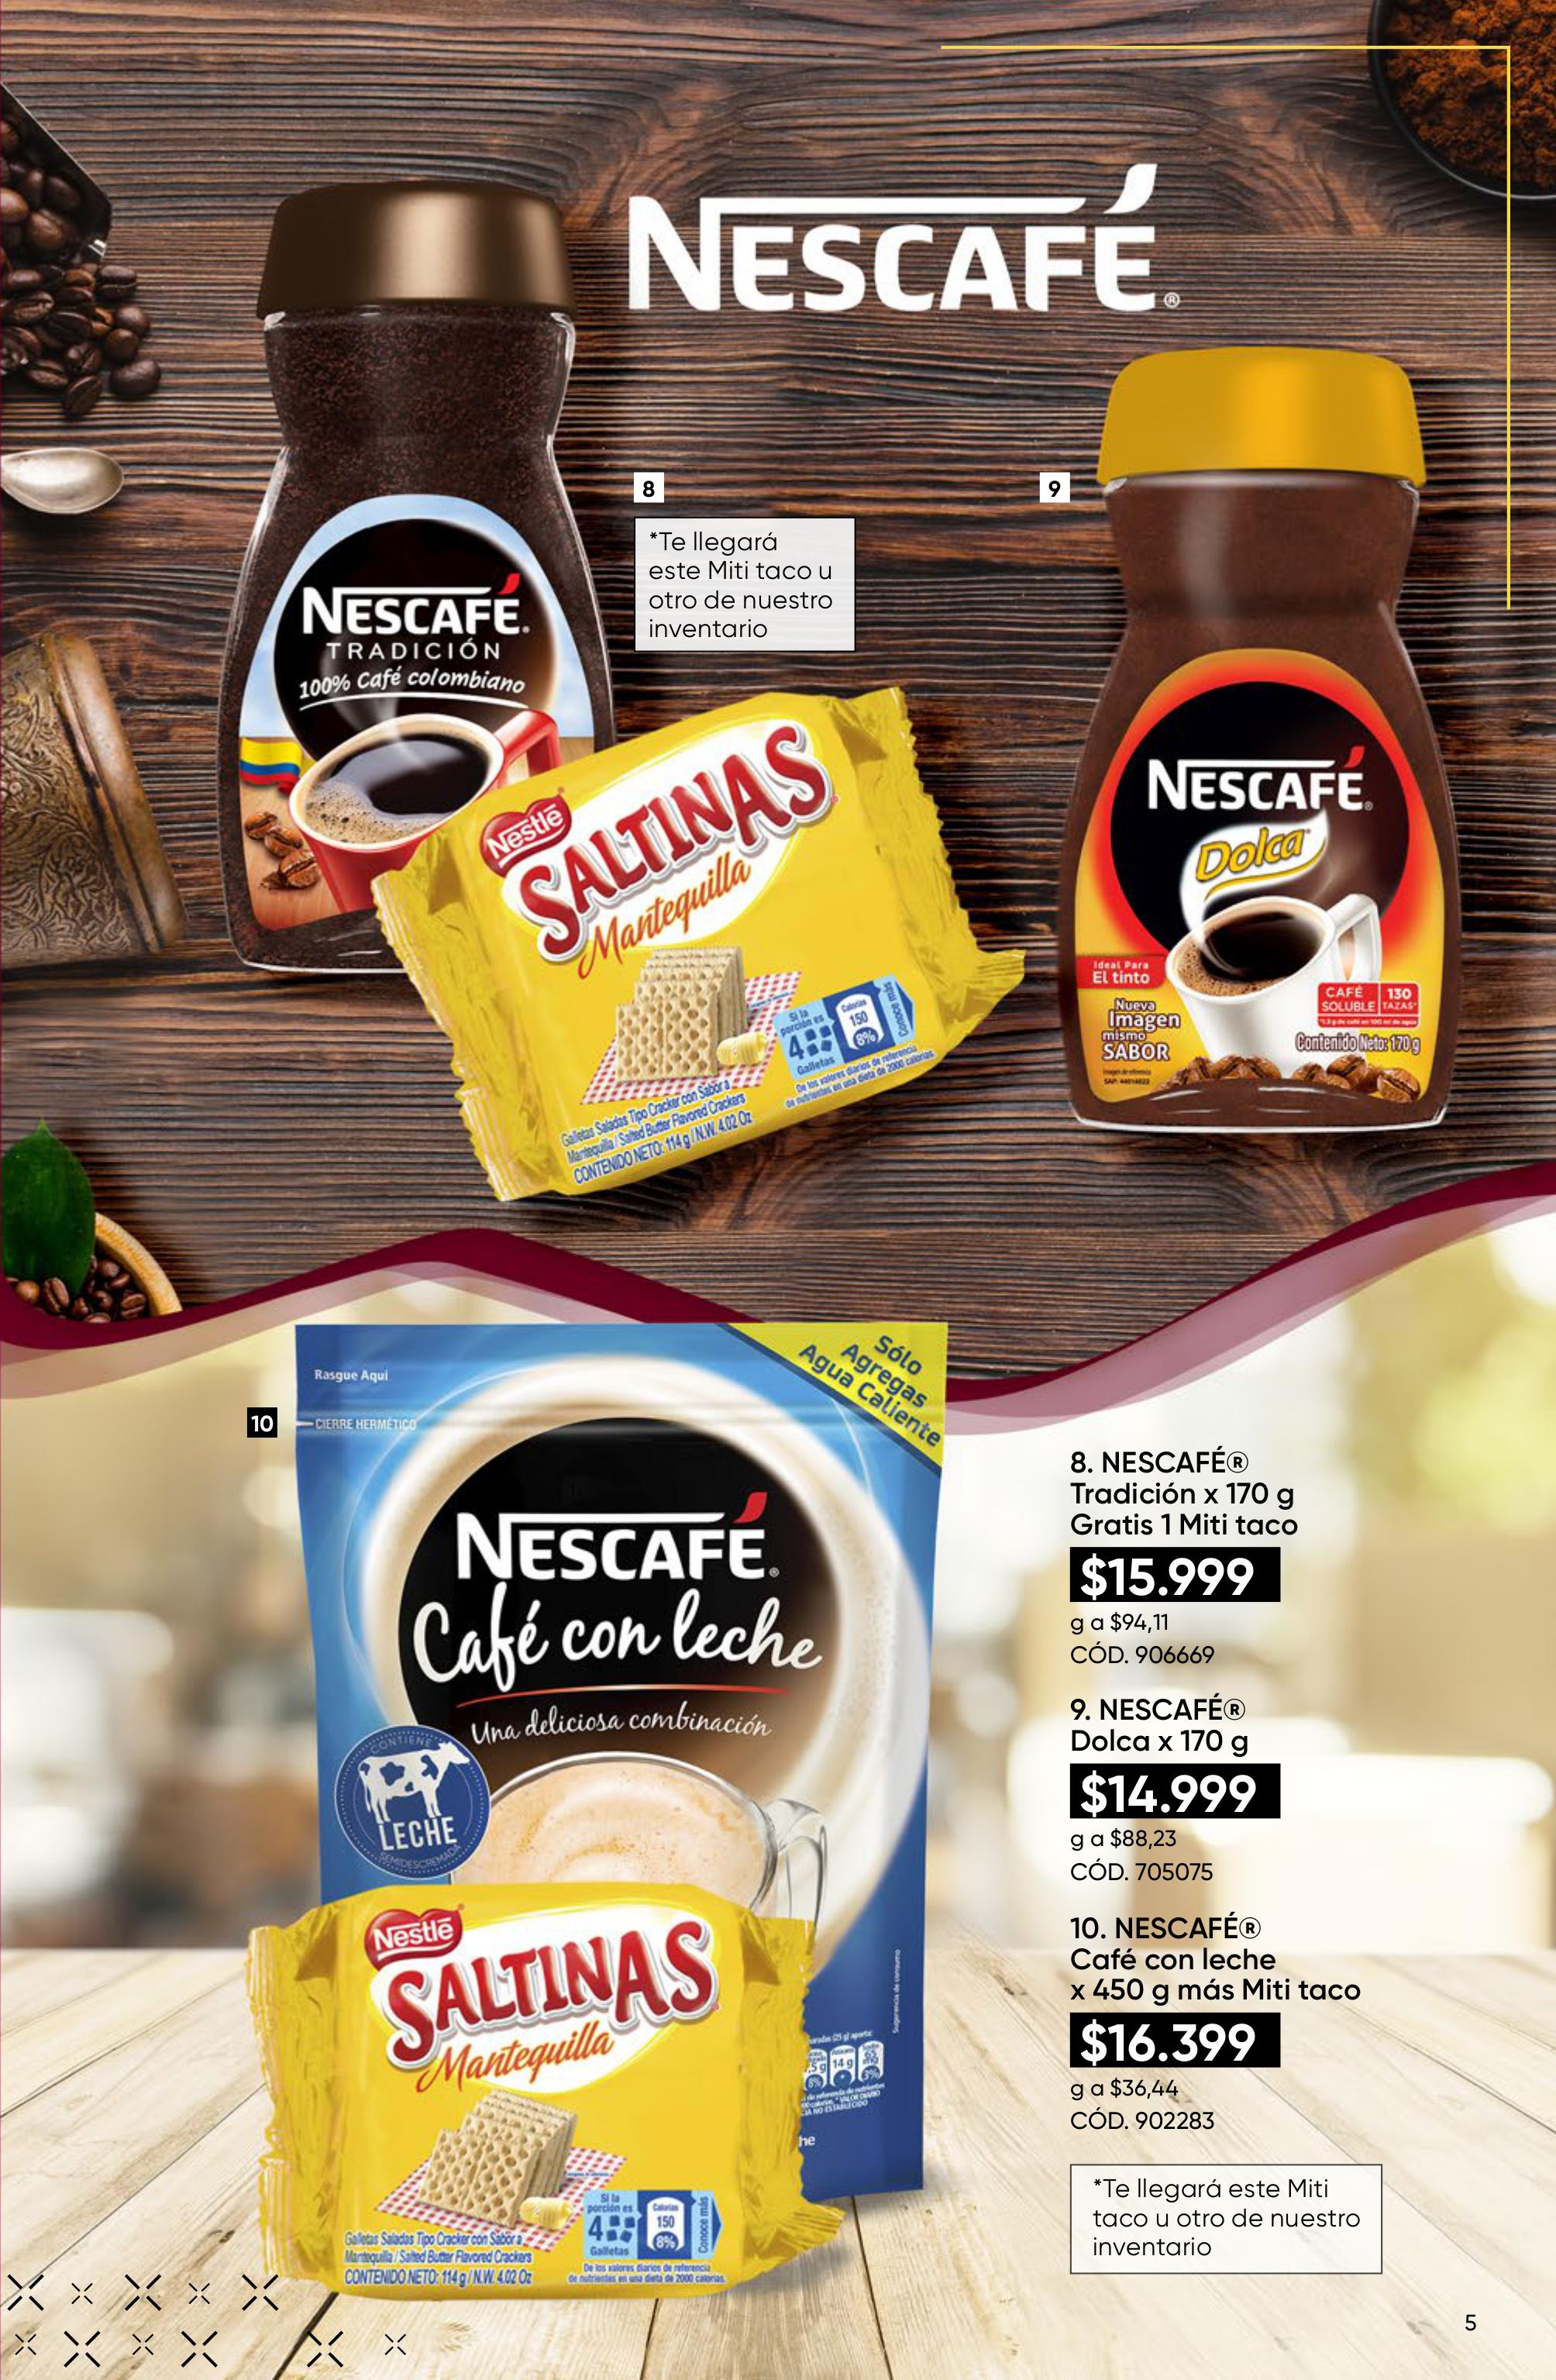 NESCAFÉ®
8
*Te llegará
este Miti taco u
otro de nuestro
inventario
9
NESCAFÉ.
TRADICIÓN
100% Café colombiano
Nestlé
SALTINAS
Mantequilla
Si la
porción es
4
Galletas
Calorías
150
8%
Conoce más
De los valores diarios de referencia
de nutrientes en una dieta de 2000 calorías.
Galletas Saladas Tipo Cracker con Sabor a
Mantequilla / Salted Butter Flavored Crackers
CONTENIDO NETO: 114 g / N.W. 4.02 Oz
NESCAFÉ
Dolca
Ideal Para
El tinto
Nueva
Imagen
mismo
SABOR
CAFÉ
SOLUBLE
130
TAZAS*
Contenido Neto: 170 g
Sólo
Agregas
Agua Caliente
Rasgue Aquí
CIERRE HERMÉTICO
10
NESCAFÉ®
Café con leche
Una deliciosa combinación
CONTIENE
LECHE
SEMIDESCREMADA
Sugerencia de consumo
Nestlé
SALTINAS
Mantequilla
Si la
porción es
4
Galletas
Calorías
150
8%
Conoce más
De los valores diarios de referencia
de nutrientes en una dieta de 2000 calorías.
Galletas Saladas Tipo Cracker con Sabor a
Mantequilla / Salted Butter Flavored Crackers
CONTENIDO NETO: 114 g / N.W. 4.02 Oz
8. NESCAFÉ®
Tradición x 170 g
Gratis 1 Miti taco
$15.999
g a $94,11
CÓD. 906669
9. NESCAFÉ®
Dolca x 170 g
$14.999
g a $88,23
CÓD. 705075
10. NESCAFÉ®
Café con leche
x 450 g más Miti taco
$16.399
g a $36,44
CÓD. 902283
*Te llegará este Miti
taco u otro de nuestro
inventario
5